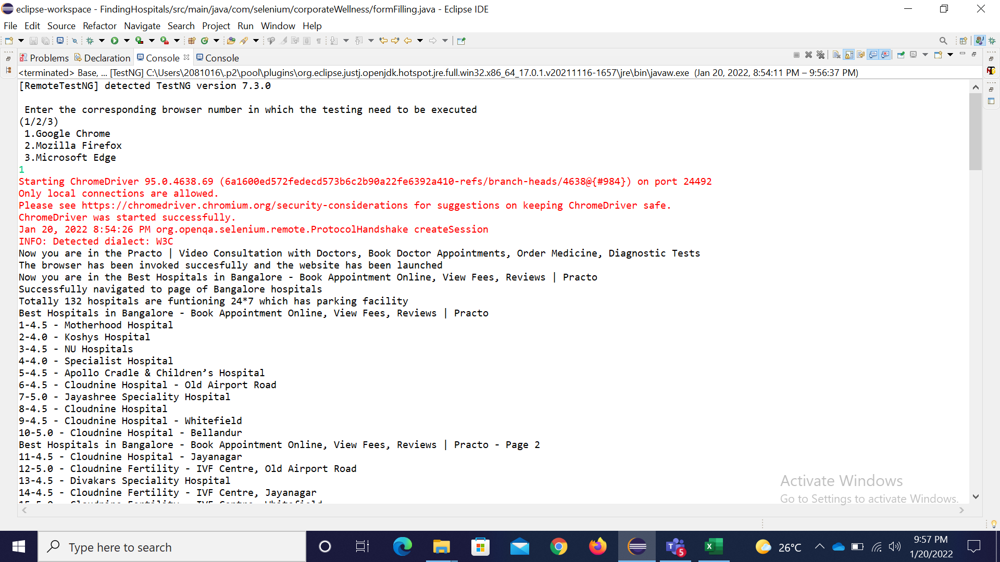 eclipse-workspace - FindingHospitals/src/main/java/com/selenium/corporateWellness/formFilling.java - Eclipse IDE
File Edit Source Refactor Navigate Search Project Run Window Help
Problems Declaration Console Console
<terminated> Base, ... [TestNG] C:\Users\2081016\.p2\pool\plugins\org.eclipse.justj.openjdk.hotspot.jre.full.win32.x86_64_17.0.1.v20211116-1657\jre\bin\javaw.exe (Jan 20, 2022, 8:54:11 PM – 9:56:37 PM)
[RemoteTestNG] detected TestNG version 7.3.0
Enter the corresponding browser number in which the testing need to be executed
(1/2/3)
1.Google Chrome
2.Mozilla Firefox
3.Microsoft Edge
1
Starting ChromeDriver 95.0.4638.69 (6a1600ed572fedecd573b6c2b90a22fe6392a410-refs/branch-heads/4638@{#984}) on port 24492
Only local connections are allowed.
Please see https://chromedriver.chromium.org/security-considerations for suggestions on keeping ChromeDriver safe.
ChromeDriver was started successfully.
Jan 20, 2022 8:54:26 PM org.openqa.selenium.remote.ProtocolHandshake createSession
INFO: Detected dialect: W3C
Now you are in the Practo | Video Consultation with Doctors, Book Doctor Appointments, Order Medicine, Diagnostic Tests
The browser has been invoked succesfully and the website has been launched
Now you are in the Best Hospitals in Bangalore - Book Appointment Online, View Fees, Reviews | Practo
Successfully navigated to page of Bangalore hospitals
Totally 132 hospitals are funtioning 24*7 which has parking facility
Best Hospitals in Bangalore - Book Appointment Online, View Fees, Reviews | Practo
1-4.5 - Motherhood Hospital
2-4.0 - Koshys Hospital
3-4.5 - NU Hospitals
4-4.0 - Specialist Hospital
5-4.5 - Apollo Cradle & Children’s Hospital
6-4.5 - Cloudnine Hospital - Old Airport Road
7-5.0 - Jayashree Speciality Hospital
8-4.5 - Cloudnine Hospital
9-4.5 - Cloudnine Hospital - Whitefield
10-5.0 - Cloudnine Hospital - Bellandur
Best Hospitals in Bangalore - Book Appointment Online, View Fees, Reviews | Practo - Page 2
11-4.5 - Cloudnine Hospital - Jayanagar
12-5.0 - Cloudnine Fertility - IVF Centre, Old Airport Road
13-4.5 - Divakars Speciality Hospital
14-4.5 - Cloudnine Fertility - IVF Centre, Jayanagar
Activate Windows
Go to Settings to activate Windows.
Type here to search
5
26°C
9:57 PM
1/20/2022